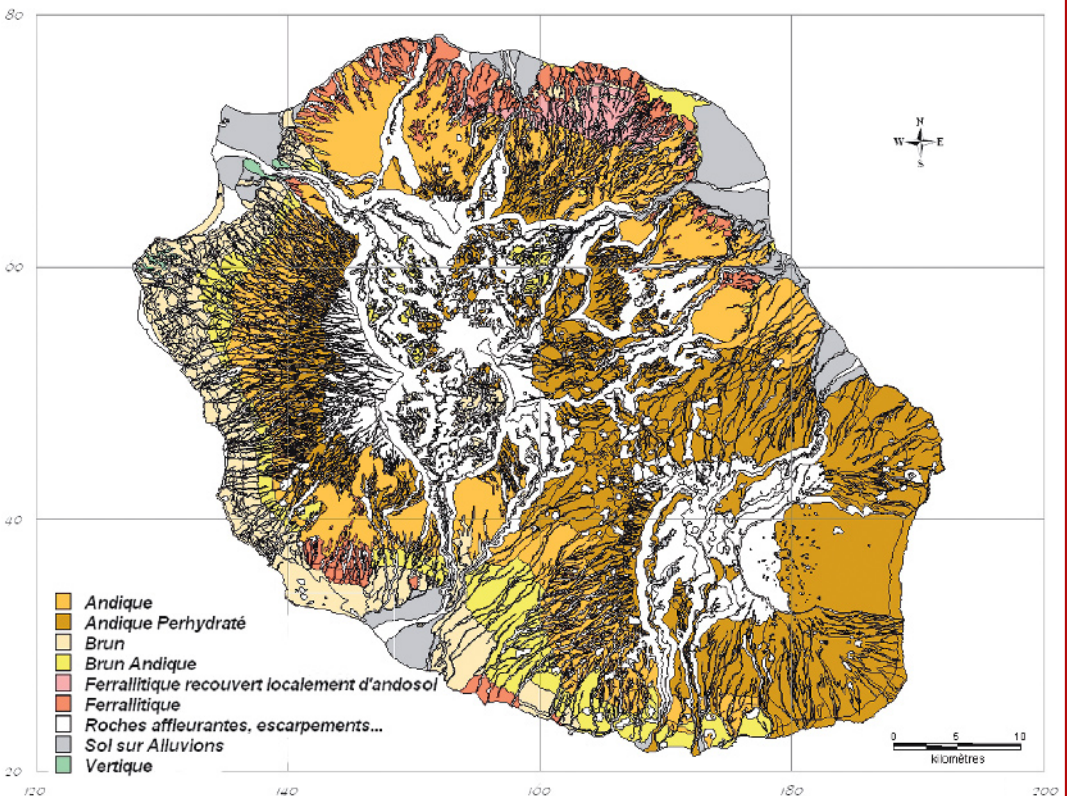 80
N
W E
S
60
40
Andique
Andique Perhydraté
Brun
Brun Andique
Ferrallitique recouvert localement d'andosol
Ferrallitique
Roches affleurantes, escarpements...
Sol sur Alluvions
Vertique
0 5 10
kilomètres
20
120 140 160 180 200